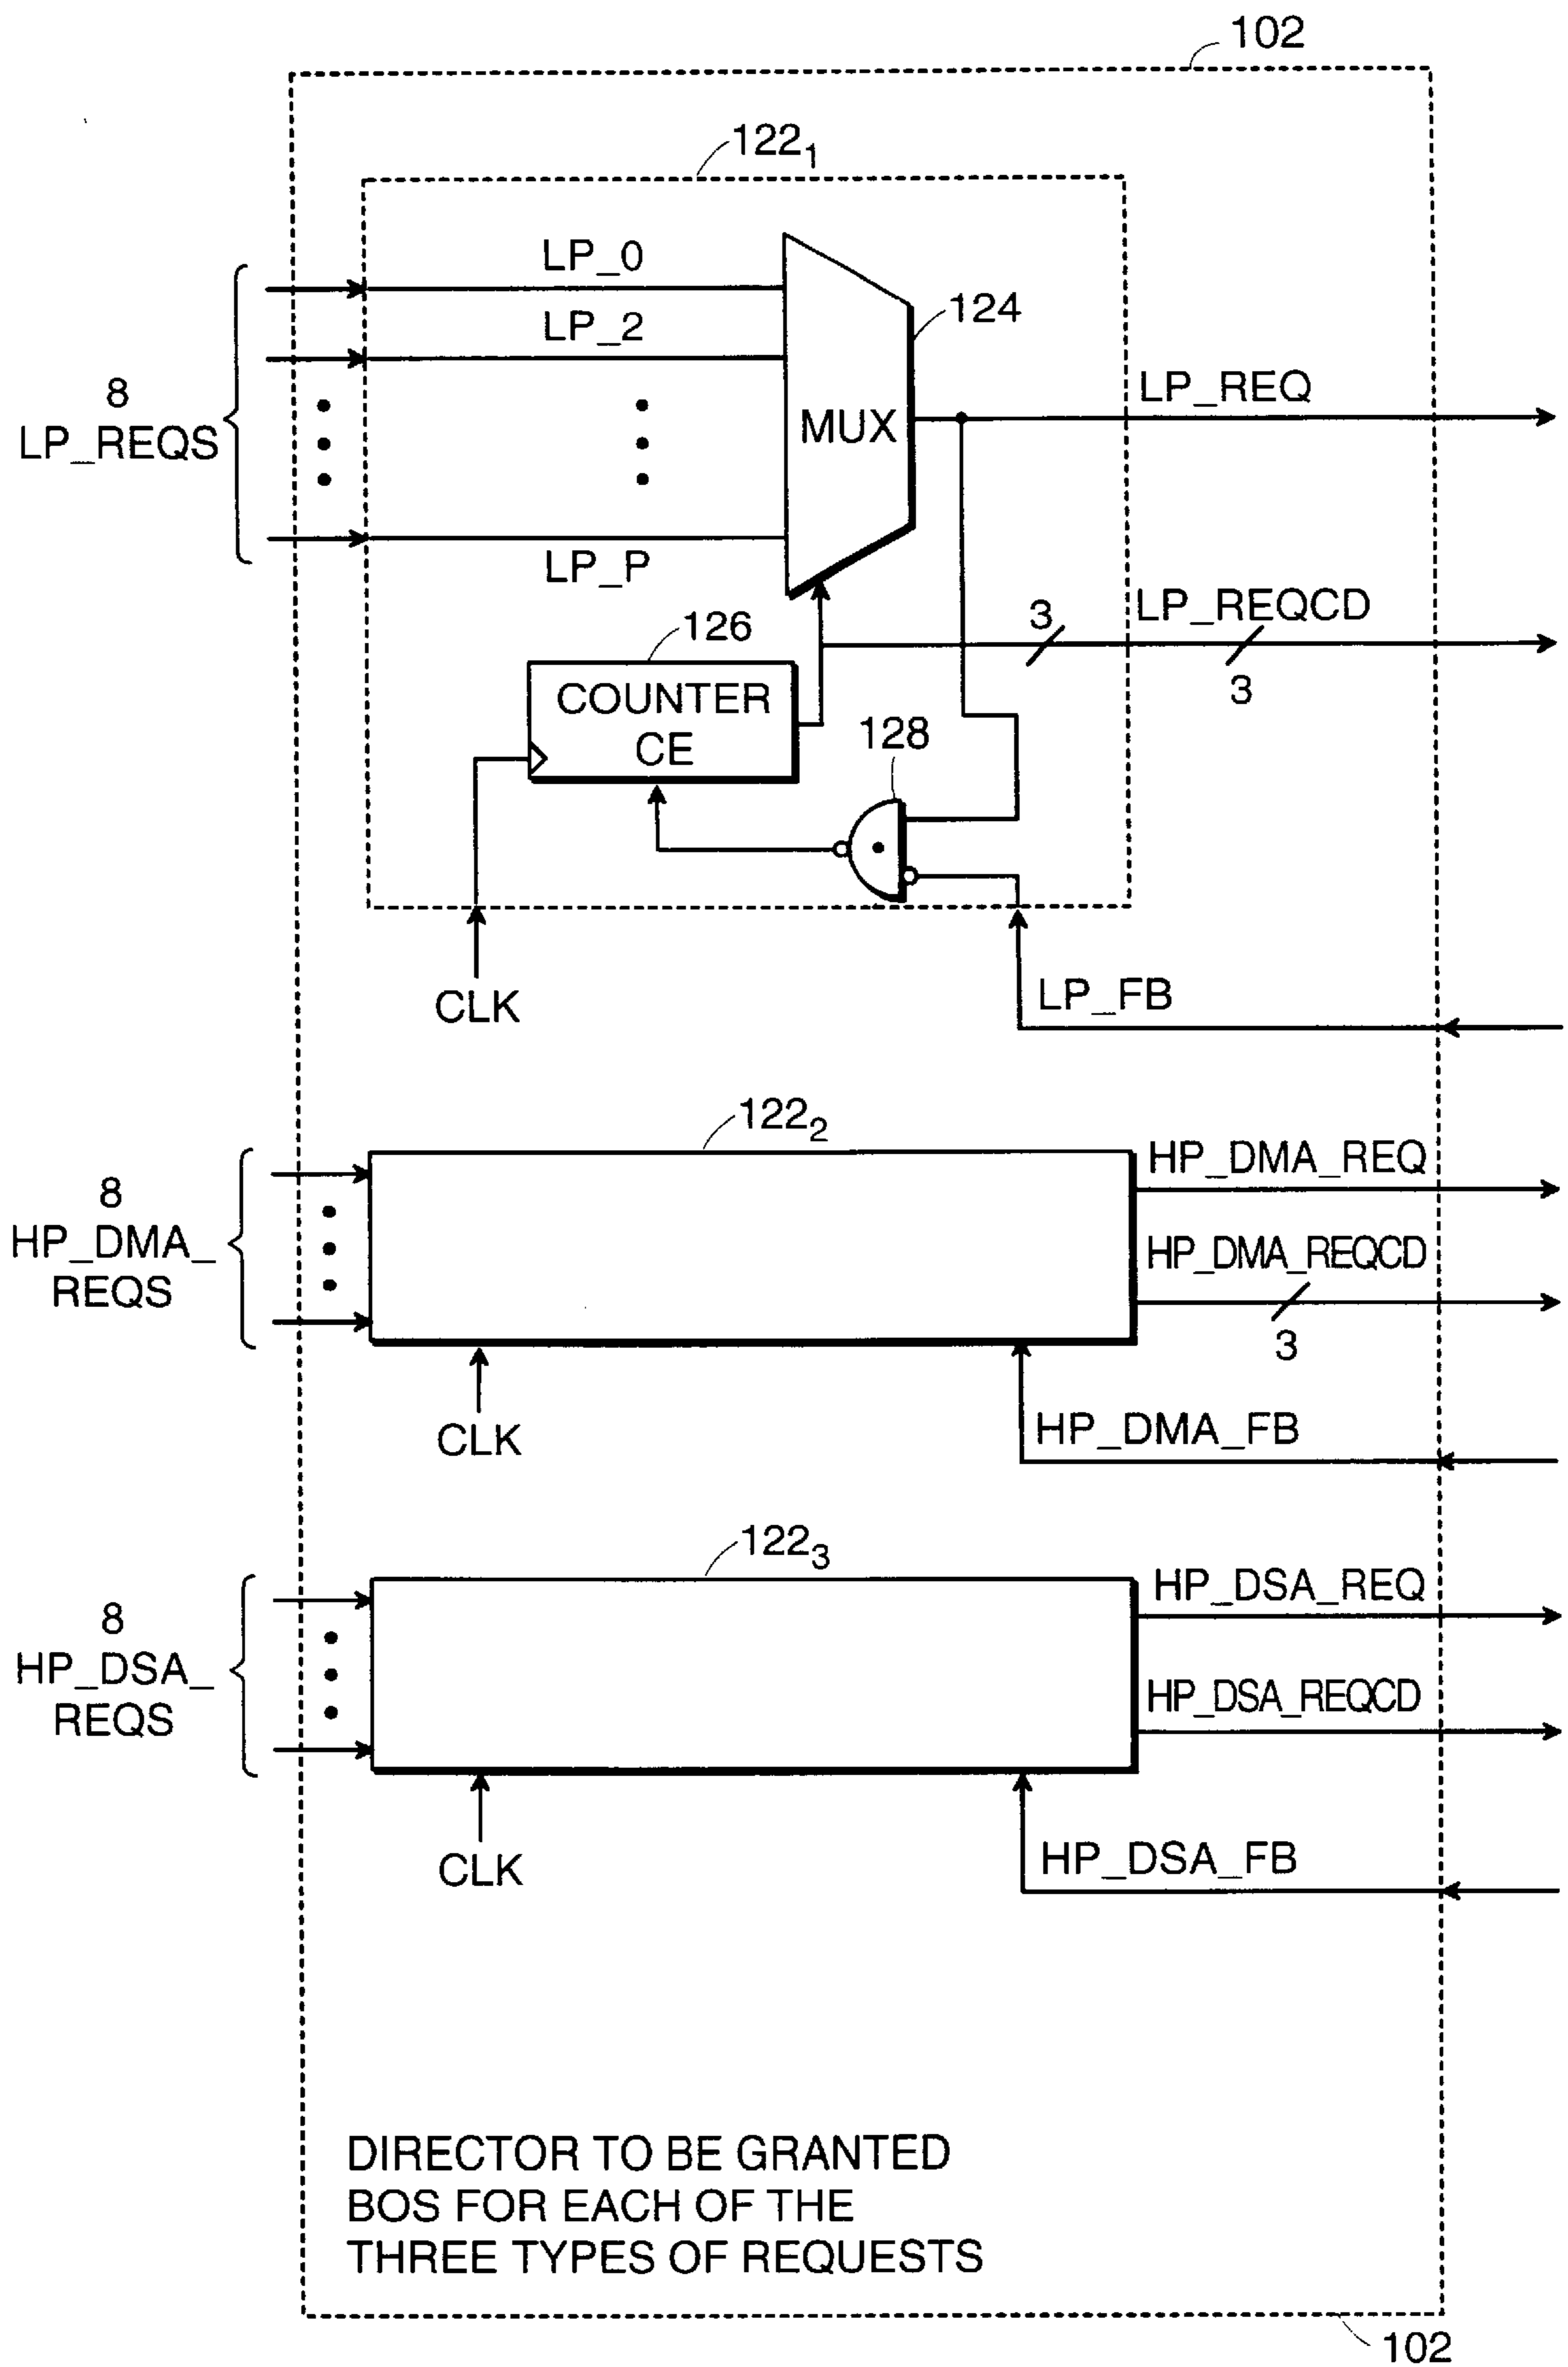 102
122₁
LP_0
LP_2
124
8
LP_REQS
MUX
LP_REQ
LP_P
3
LP_REQCD
3
126
COUNTER
CE
128
CLK
LP_FB
122₂
8
HP_DMA_
REQS
HP_DMA_REQ
HP_DMA_REQCD
3
CLK
HP_DMA_FB
122₃
8
HP_DSA_
REQS
HP_DSA_REQ
HP_DSA_REQCD
CLK
HP_DSA_FB
DIRECTOR TO BE GRANTED
BOS FOR EACH OF THE
THREE TYPES OF REQUESTS
102